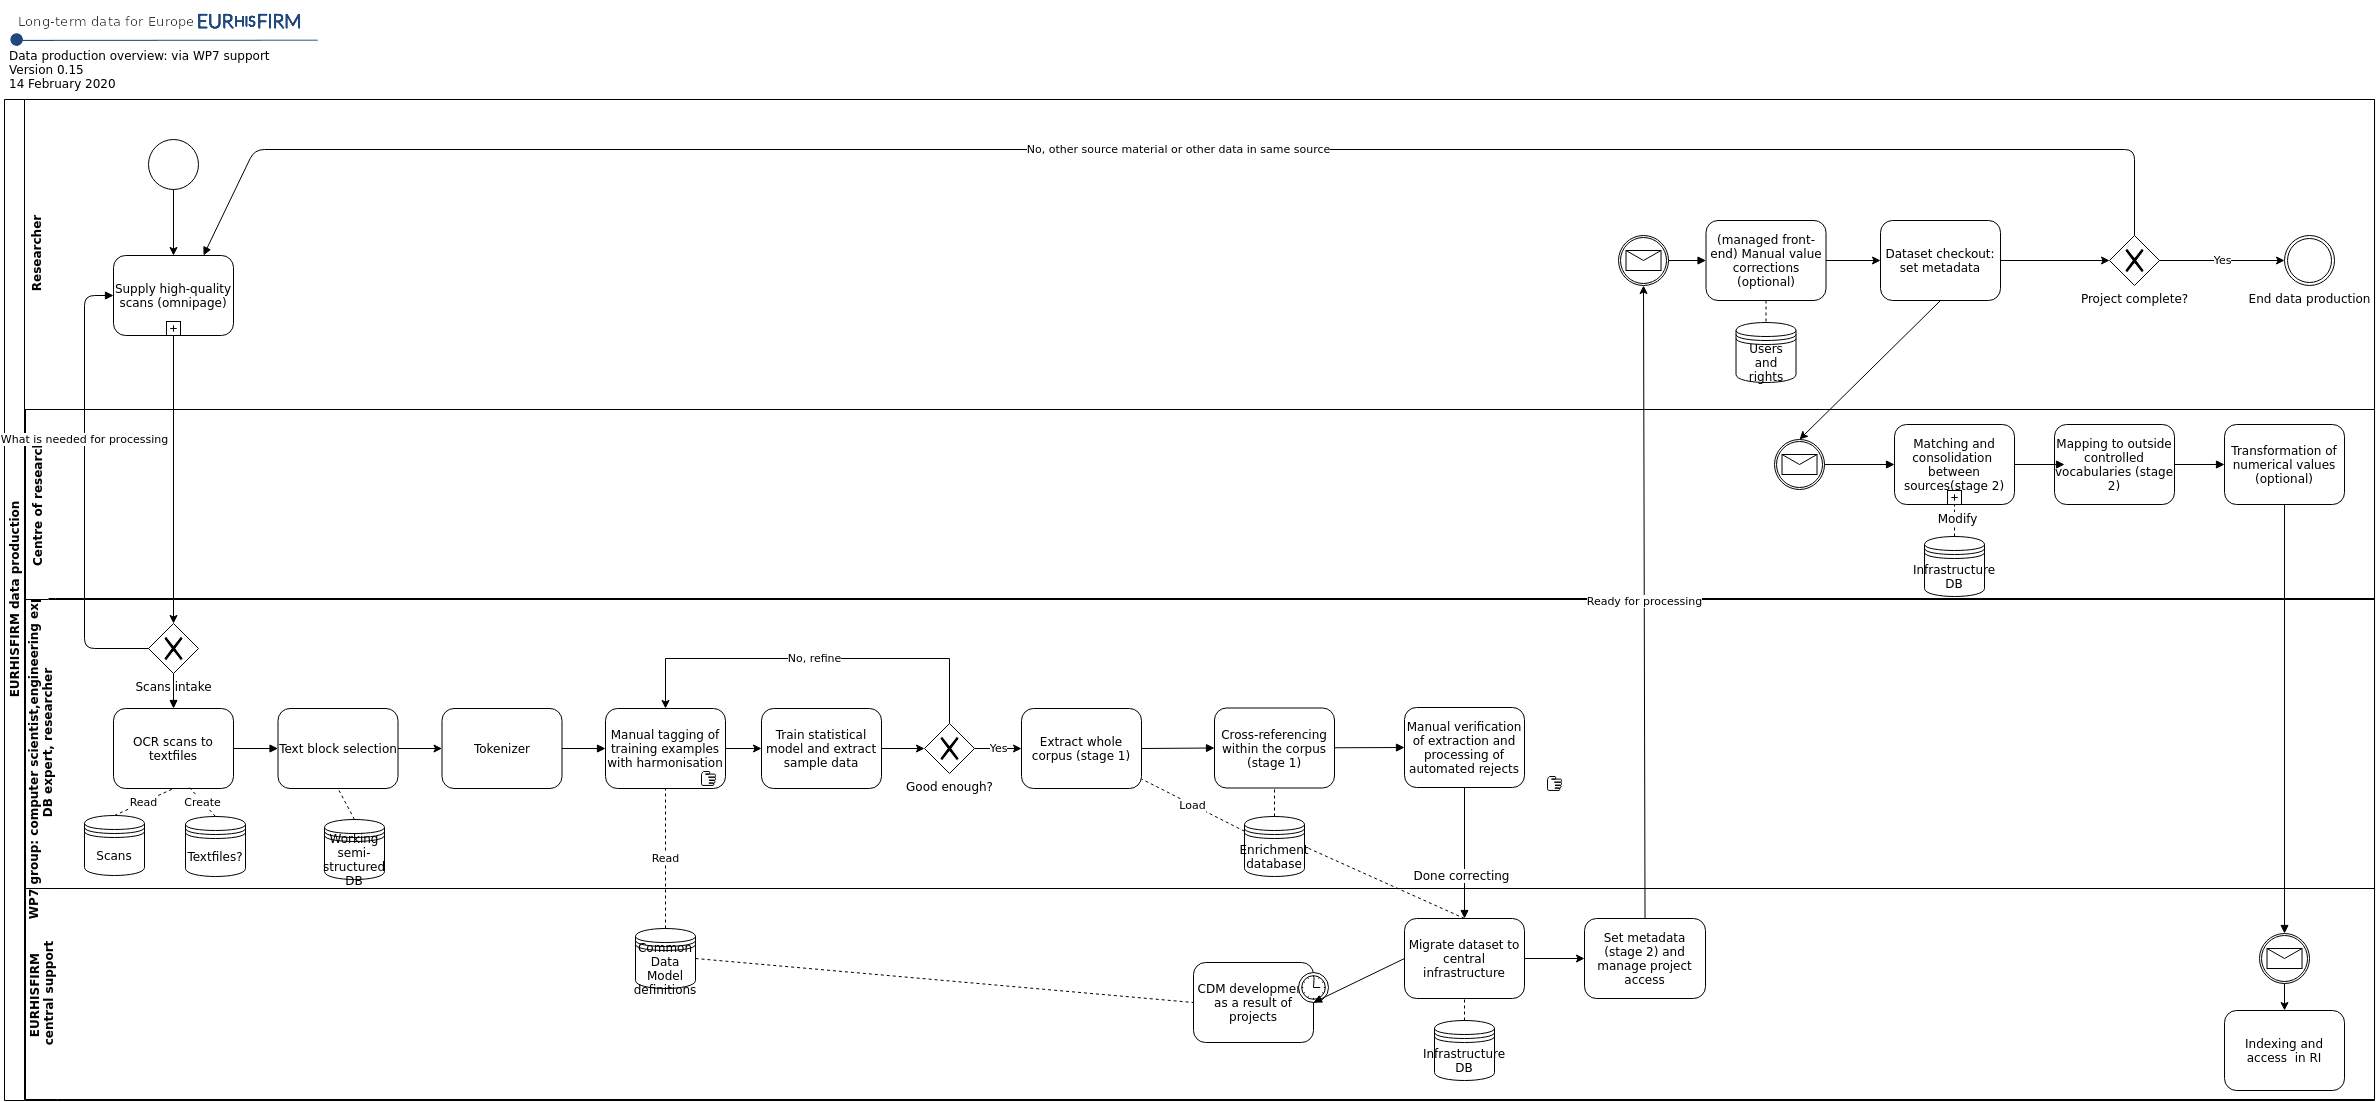 Long-term data for Europe EURHISFIRM
Data production overview: via WP7 support
Version 0.15
14 February 2020
EURHISFIRM data production
Researcher
No, other source material or other data in same source
Supply high-quality
scans (omnipage)
(managed front-
end) Manual value
corrections
(optional)
Users
and
rights
Dataset checkout:
set metadata
Project complete?
Yes
End data production
What is needed for processing
Centre of research
Matching and
consolidation
between
sources(stage 2)
Modify
Infrastructure
DB
Mapping to outside
controlled
vocabularies (stage
2)
Transformation of
numerical values
(optional)
Ready for processing
WP7 group: computer scientist,engineering exp
DB expert, researcher
Scans intake
OCR scans to
textfiles
Read
Create
Scans
Textfiles?
Text block selection
Working
semi-
structured
DB
Tokenizer
No, refine
Manual tagging of
training examples
with harmonisation
Read
Train statistical
model and extract
sample data
Good enough?
Yes
Extract whole
corpus (stage 1)
Load
Cross-referencing
within the corpus
(stage 1)
Enrichment
database
Manual verification
of extraction and
processing of
automated rejects
Done correcting
EURHISFIRM
central support
Common
Data
Model
definitions
CDM developmen
as a result of
projects
Migrate dataset to
central
infrastructure
Infrastructure
DB
Set metadata
(stage 2) and
manage project
access
Indexing and
access in RI